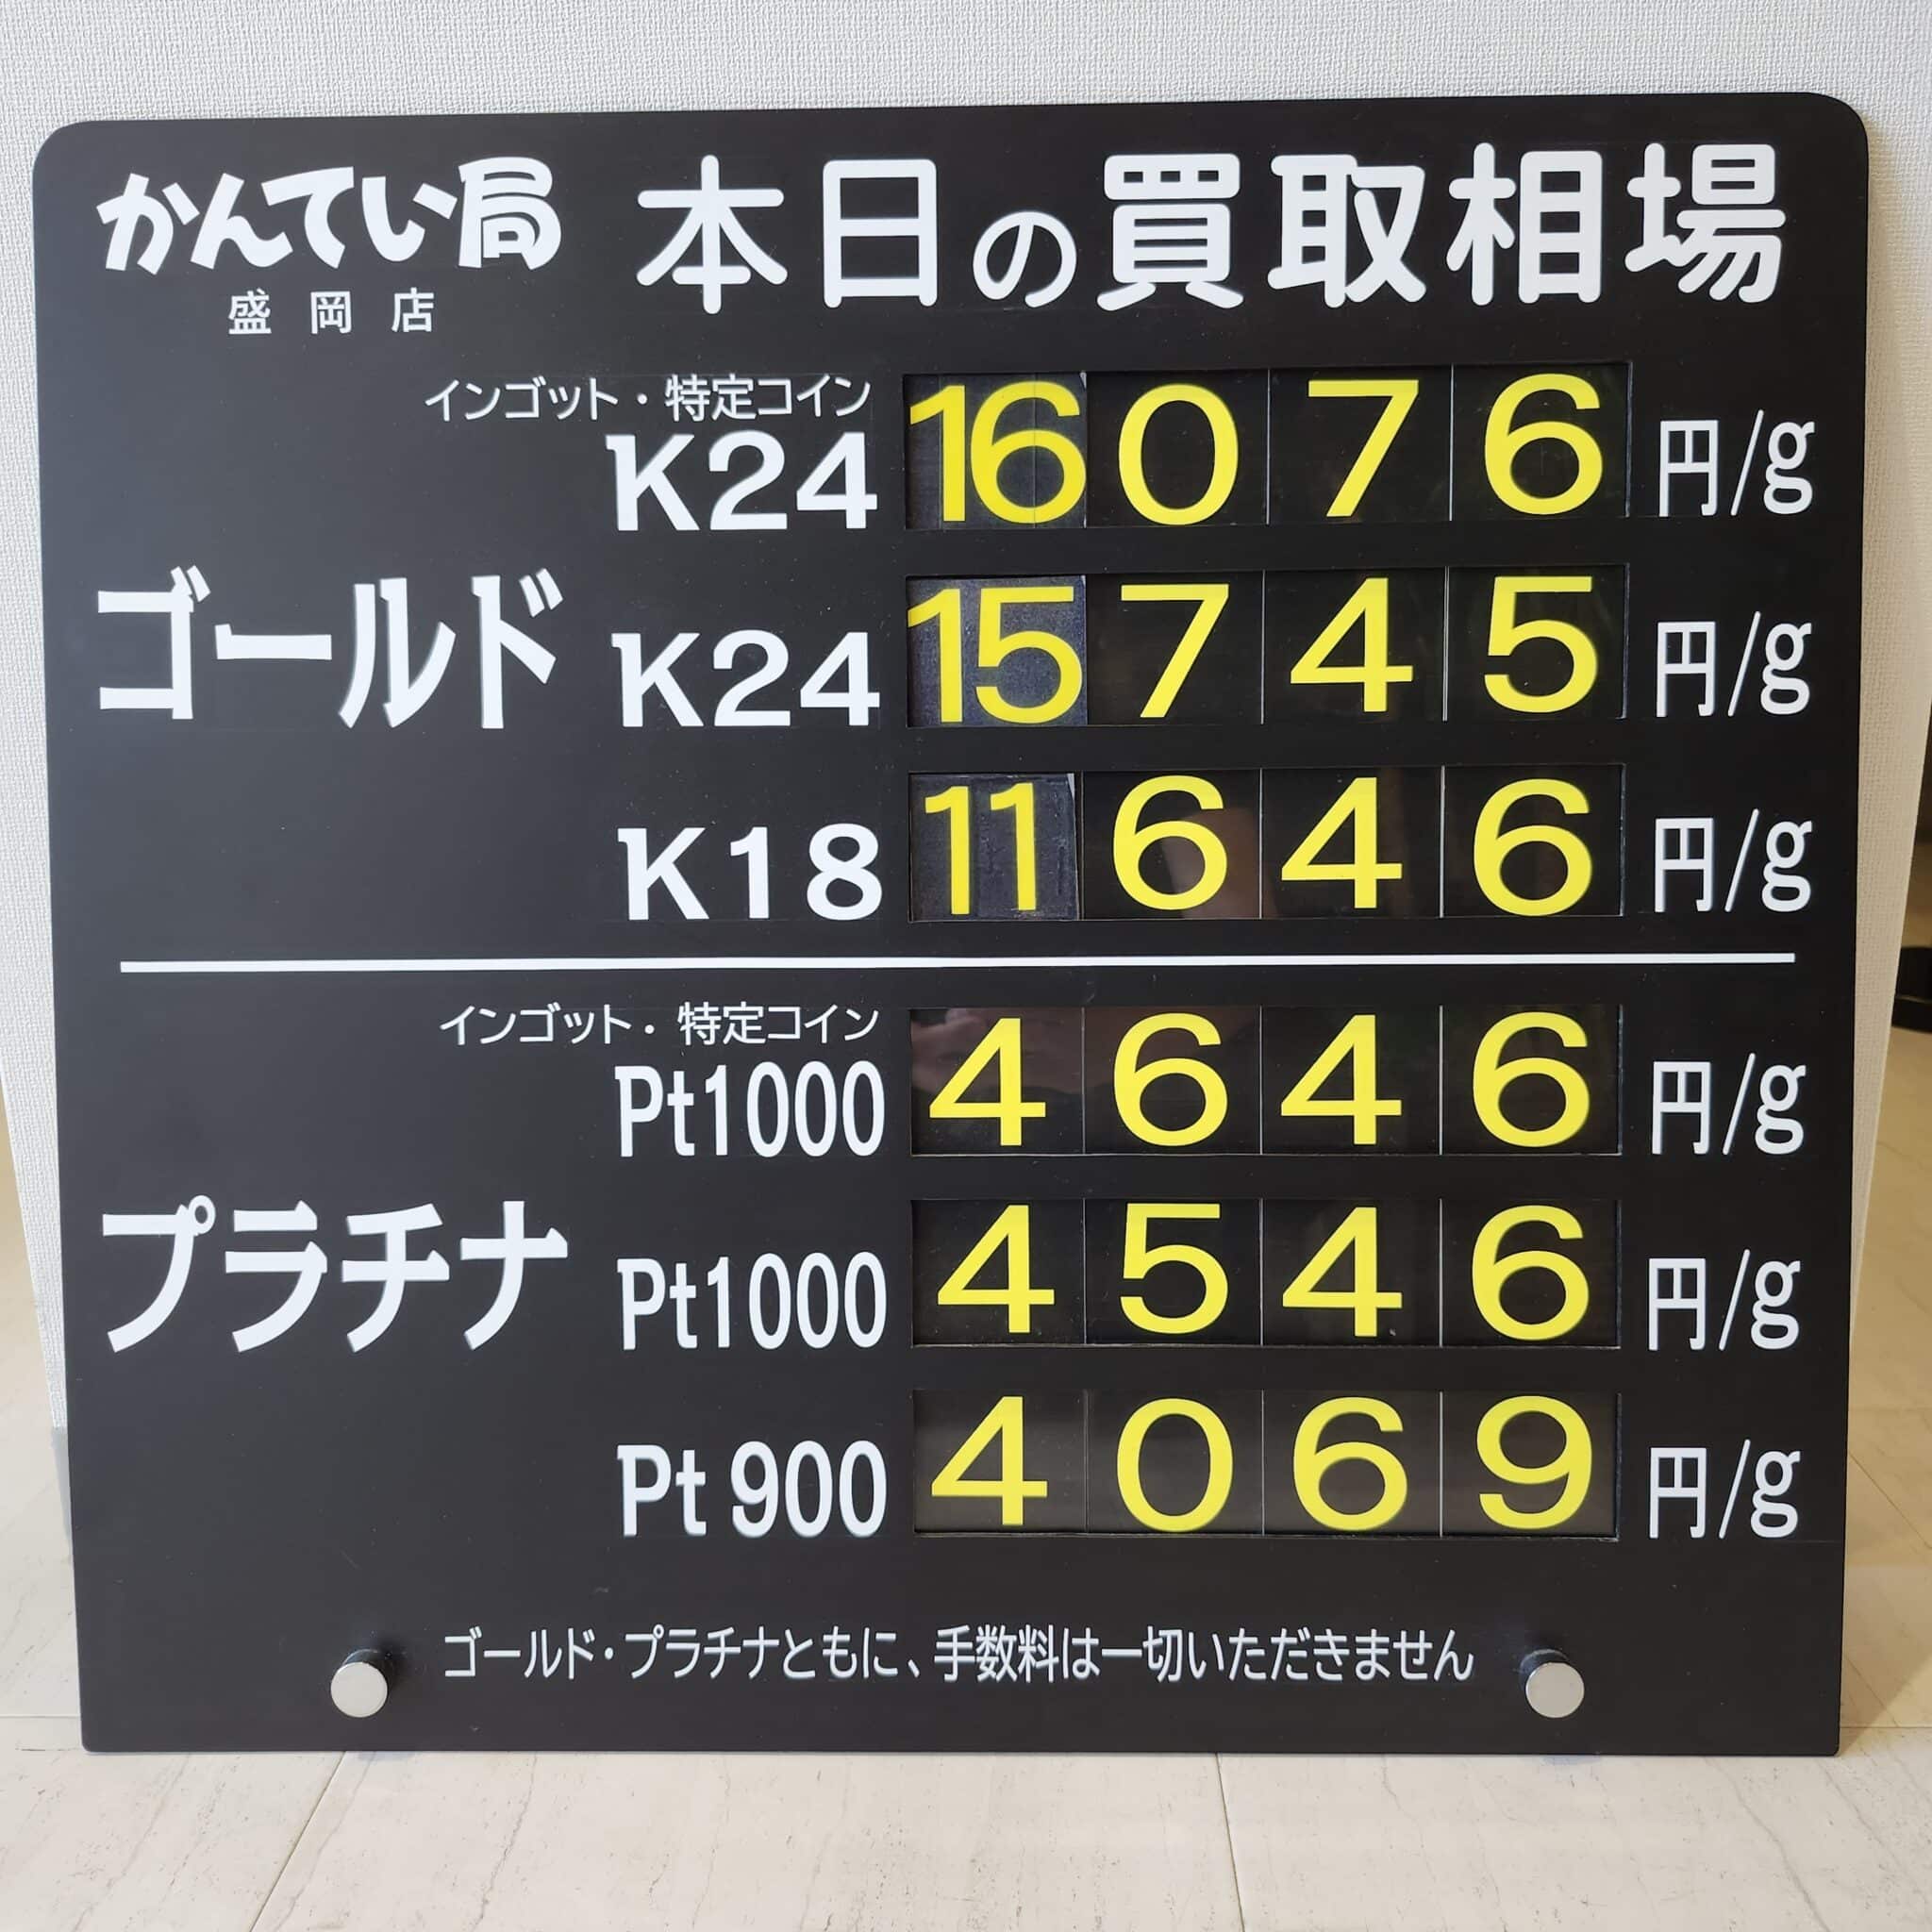 かんてい局 本日の買取相場
盛岡店
インゴット・特定コイン
K24 16076 円/g
ゴールド K24 15745 円/g
K18 11646 円/g
インゴット・特定コイン
Pt1000 4646 円/g
プラチナ Pt1000 4546 円/g
Pt 900 4069 円/g
ゴールド・プラチナともに、手数料は一切いただきません